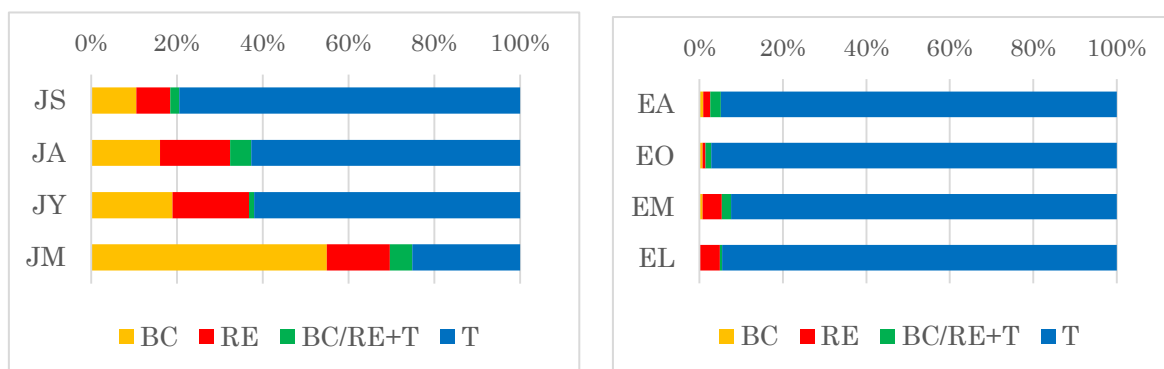 0% 20% 40% 60% 80% 100%
JS
JA
JY
JM
BC RE BC/RE+T T
0% 20% 40% 60% 80% 100%
EA
EO
EM
EL
BC RE BC/RE+T T